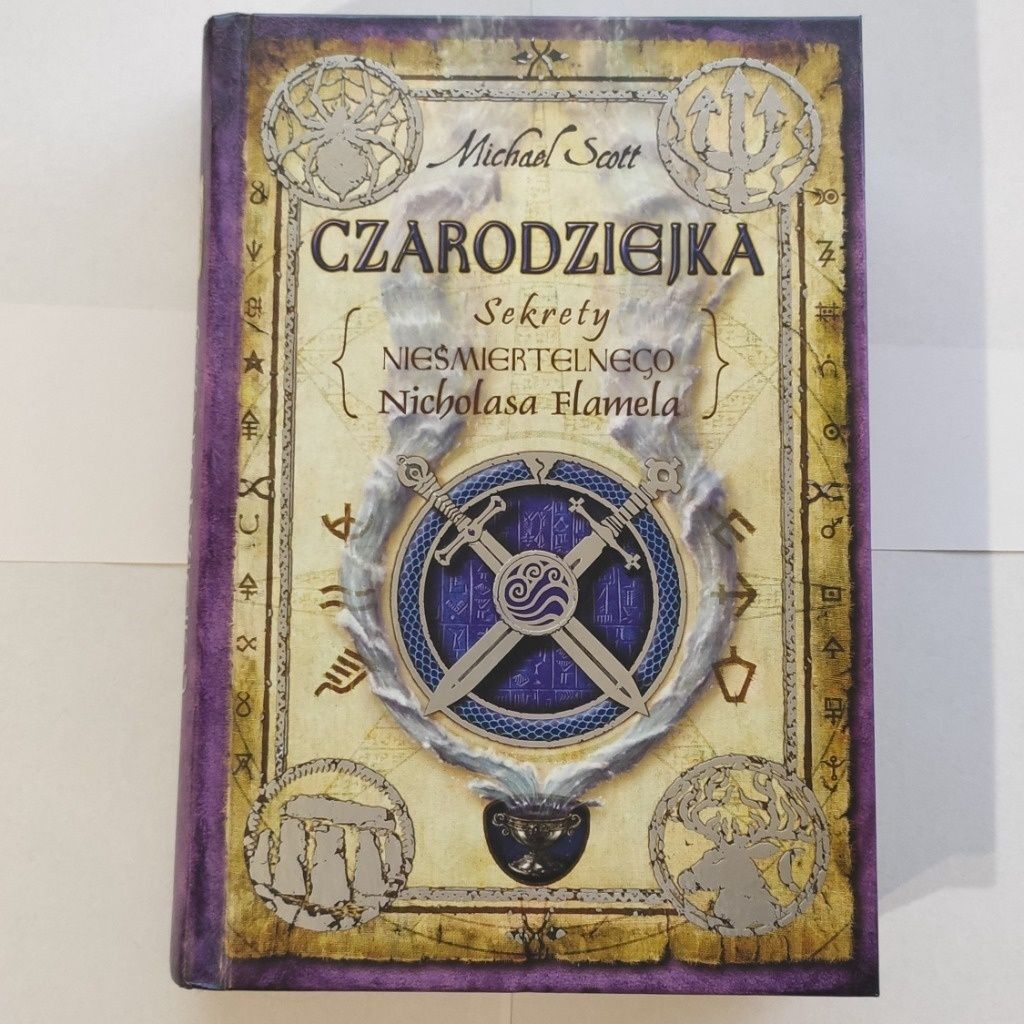 Michael Scott
CZARODZIEJKA
Sekrety
NIEŚMIERTELNEGO
Nicholasa Flamela